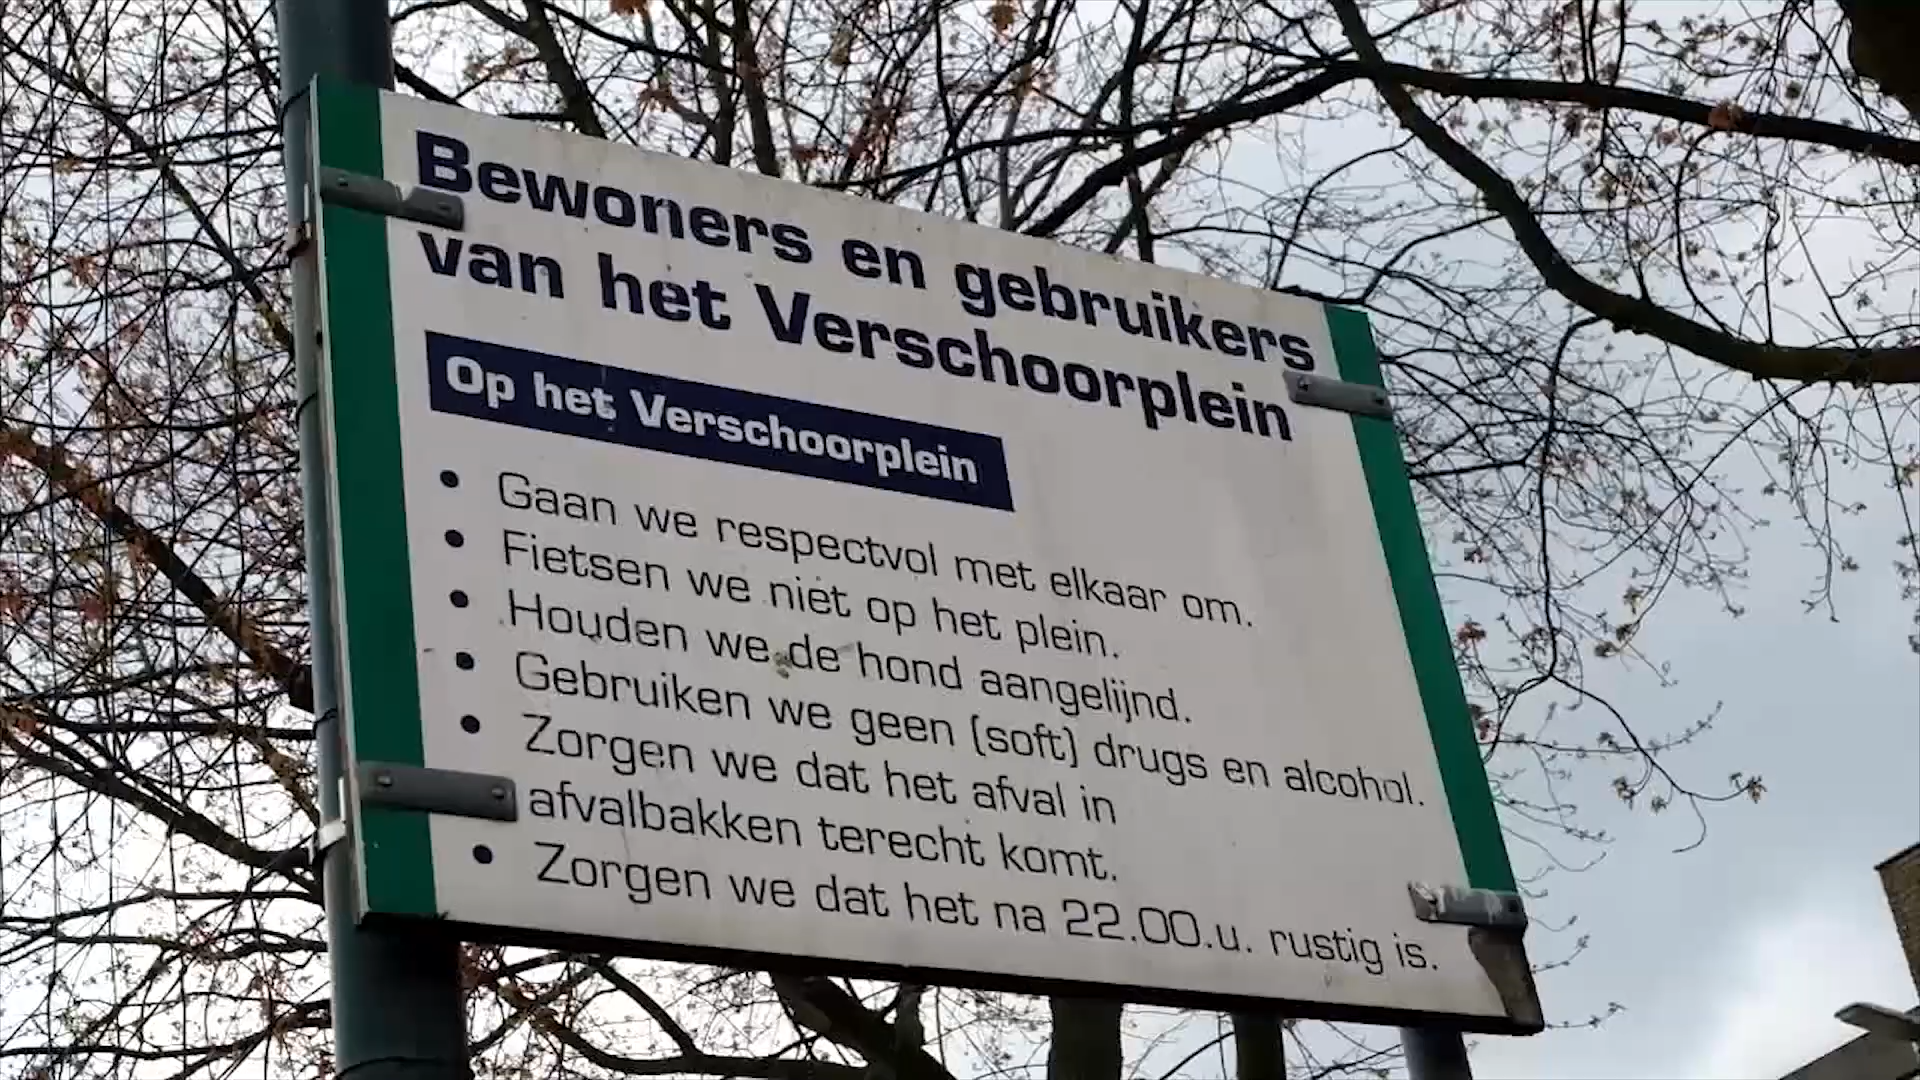 Bewoners en gebruikers
van het Verschoorplein
Op het Verschoorplein
• Gaan we respectvol met elkaar om.
• Fietsen we niet op het plein.
• Houden we de hond aangelijnd.
• Gebruiken we geen (soft) drugs en alcohol.
• Zorgen we dat het afval in
afvalbakken terecht komt.
• Zorgen we dat het na 22.00.u. rustig is.